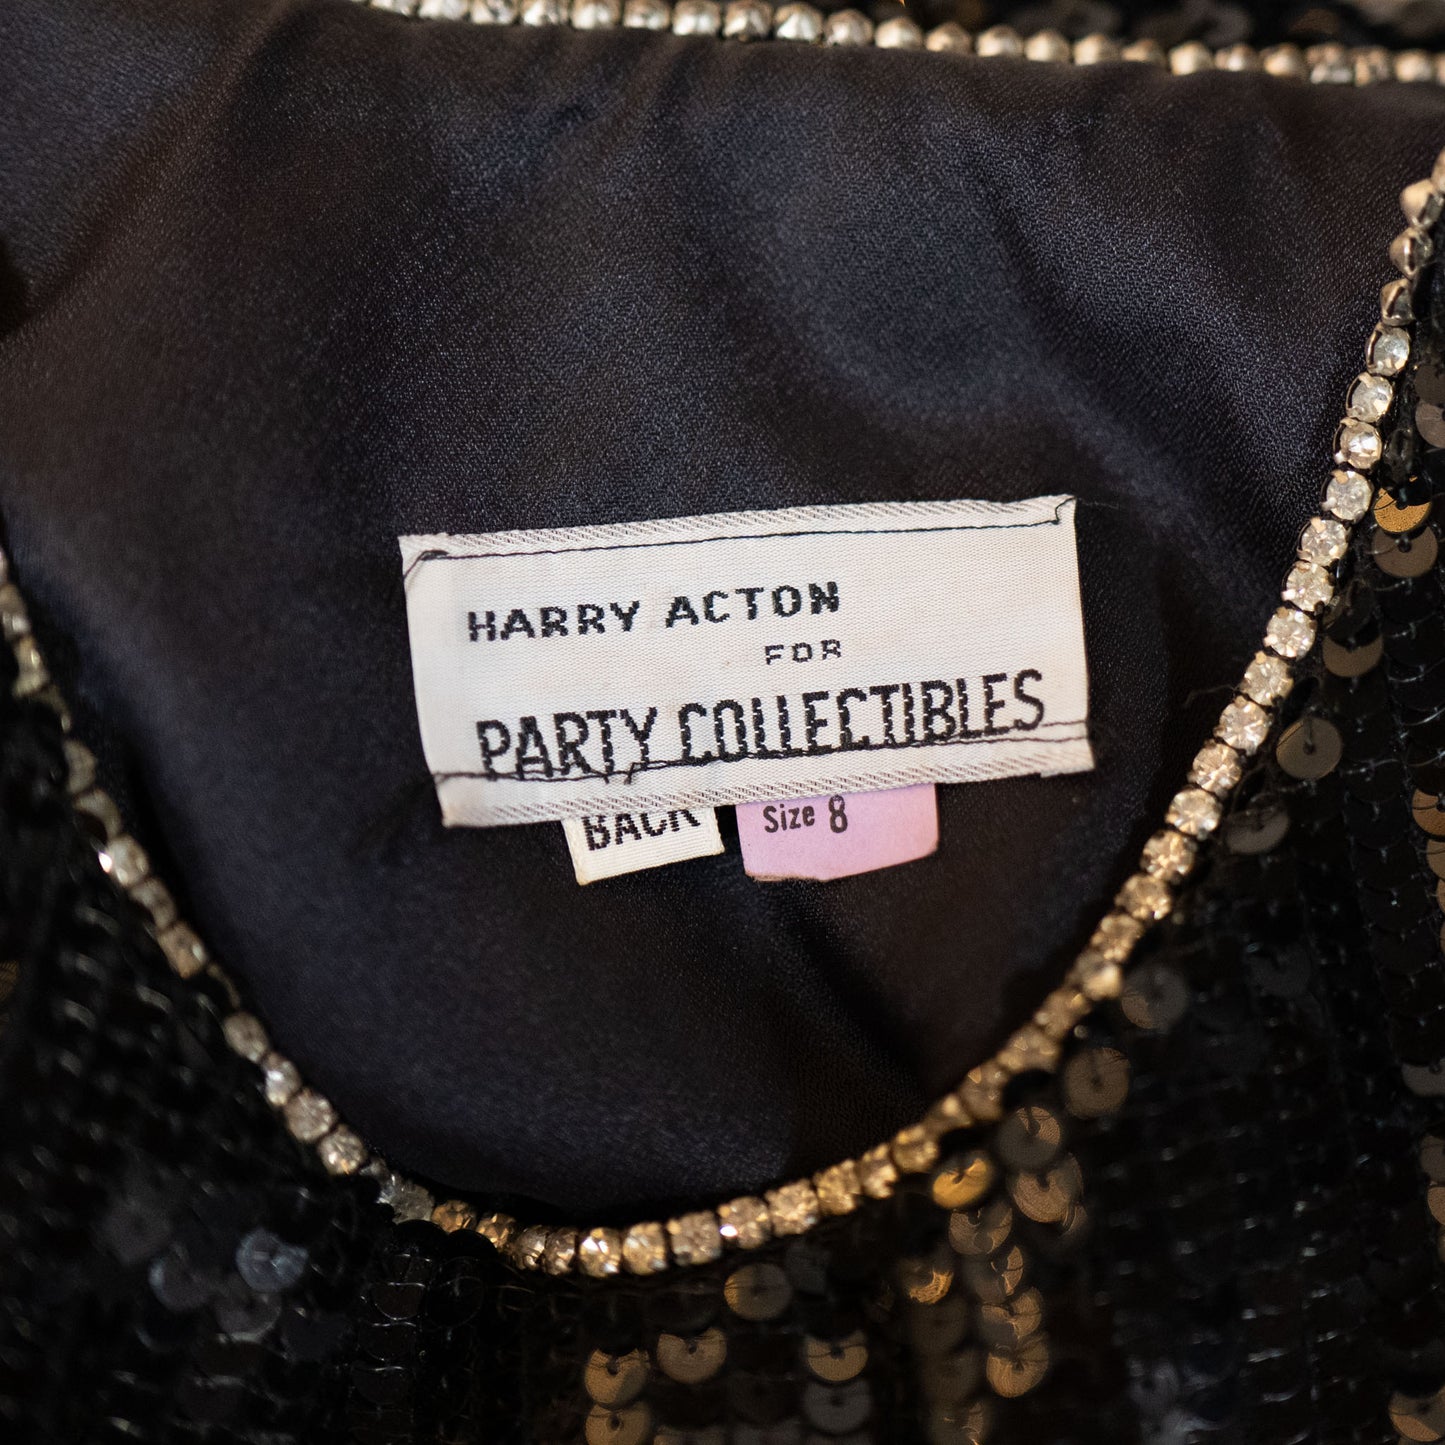 HARRY ACTON
FOR
PARTY COLLECTIBLES
BACK
Size 8